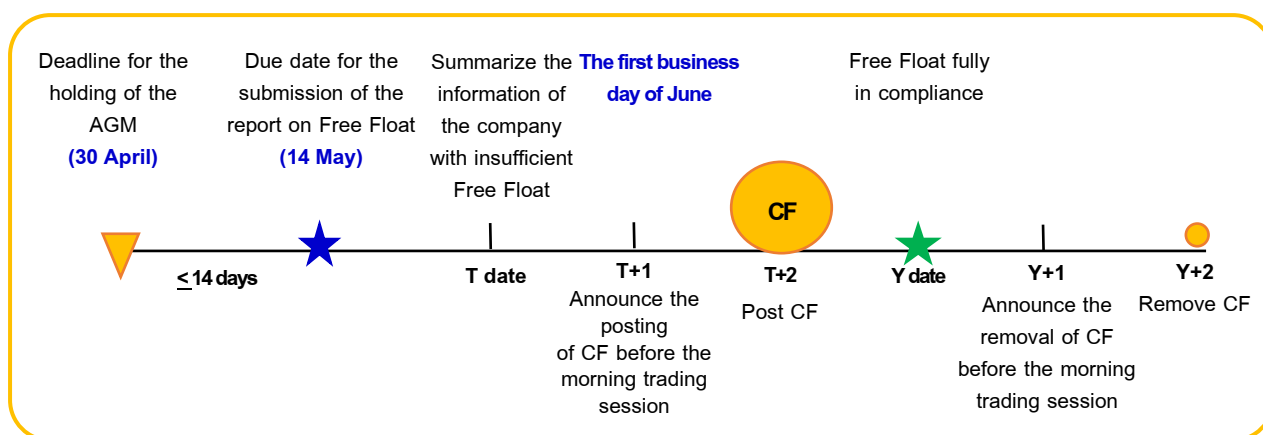 Deadline for the
holding of the
AGM
(30 April)
Due date for the
submission of the
report on Free Float
(14 May)
Summarize the
information of
the company
with insufficient
Free Float
The first business
day of June
Free Float fully
in compliance
CF
< 14 days
T date
T+1
T+2
Y date
Y+1
Y+2
Announce the
posting
of CF before the
morning trading
session
Post CF
Announce the
removal of CF
before the morning
trading session
Remove CF